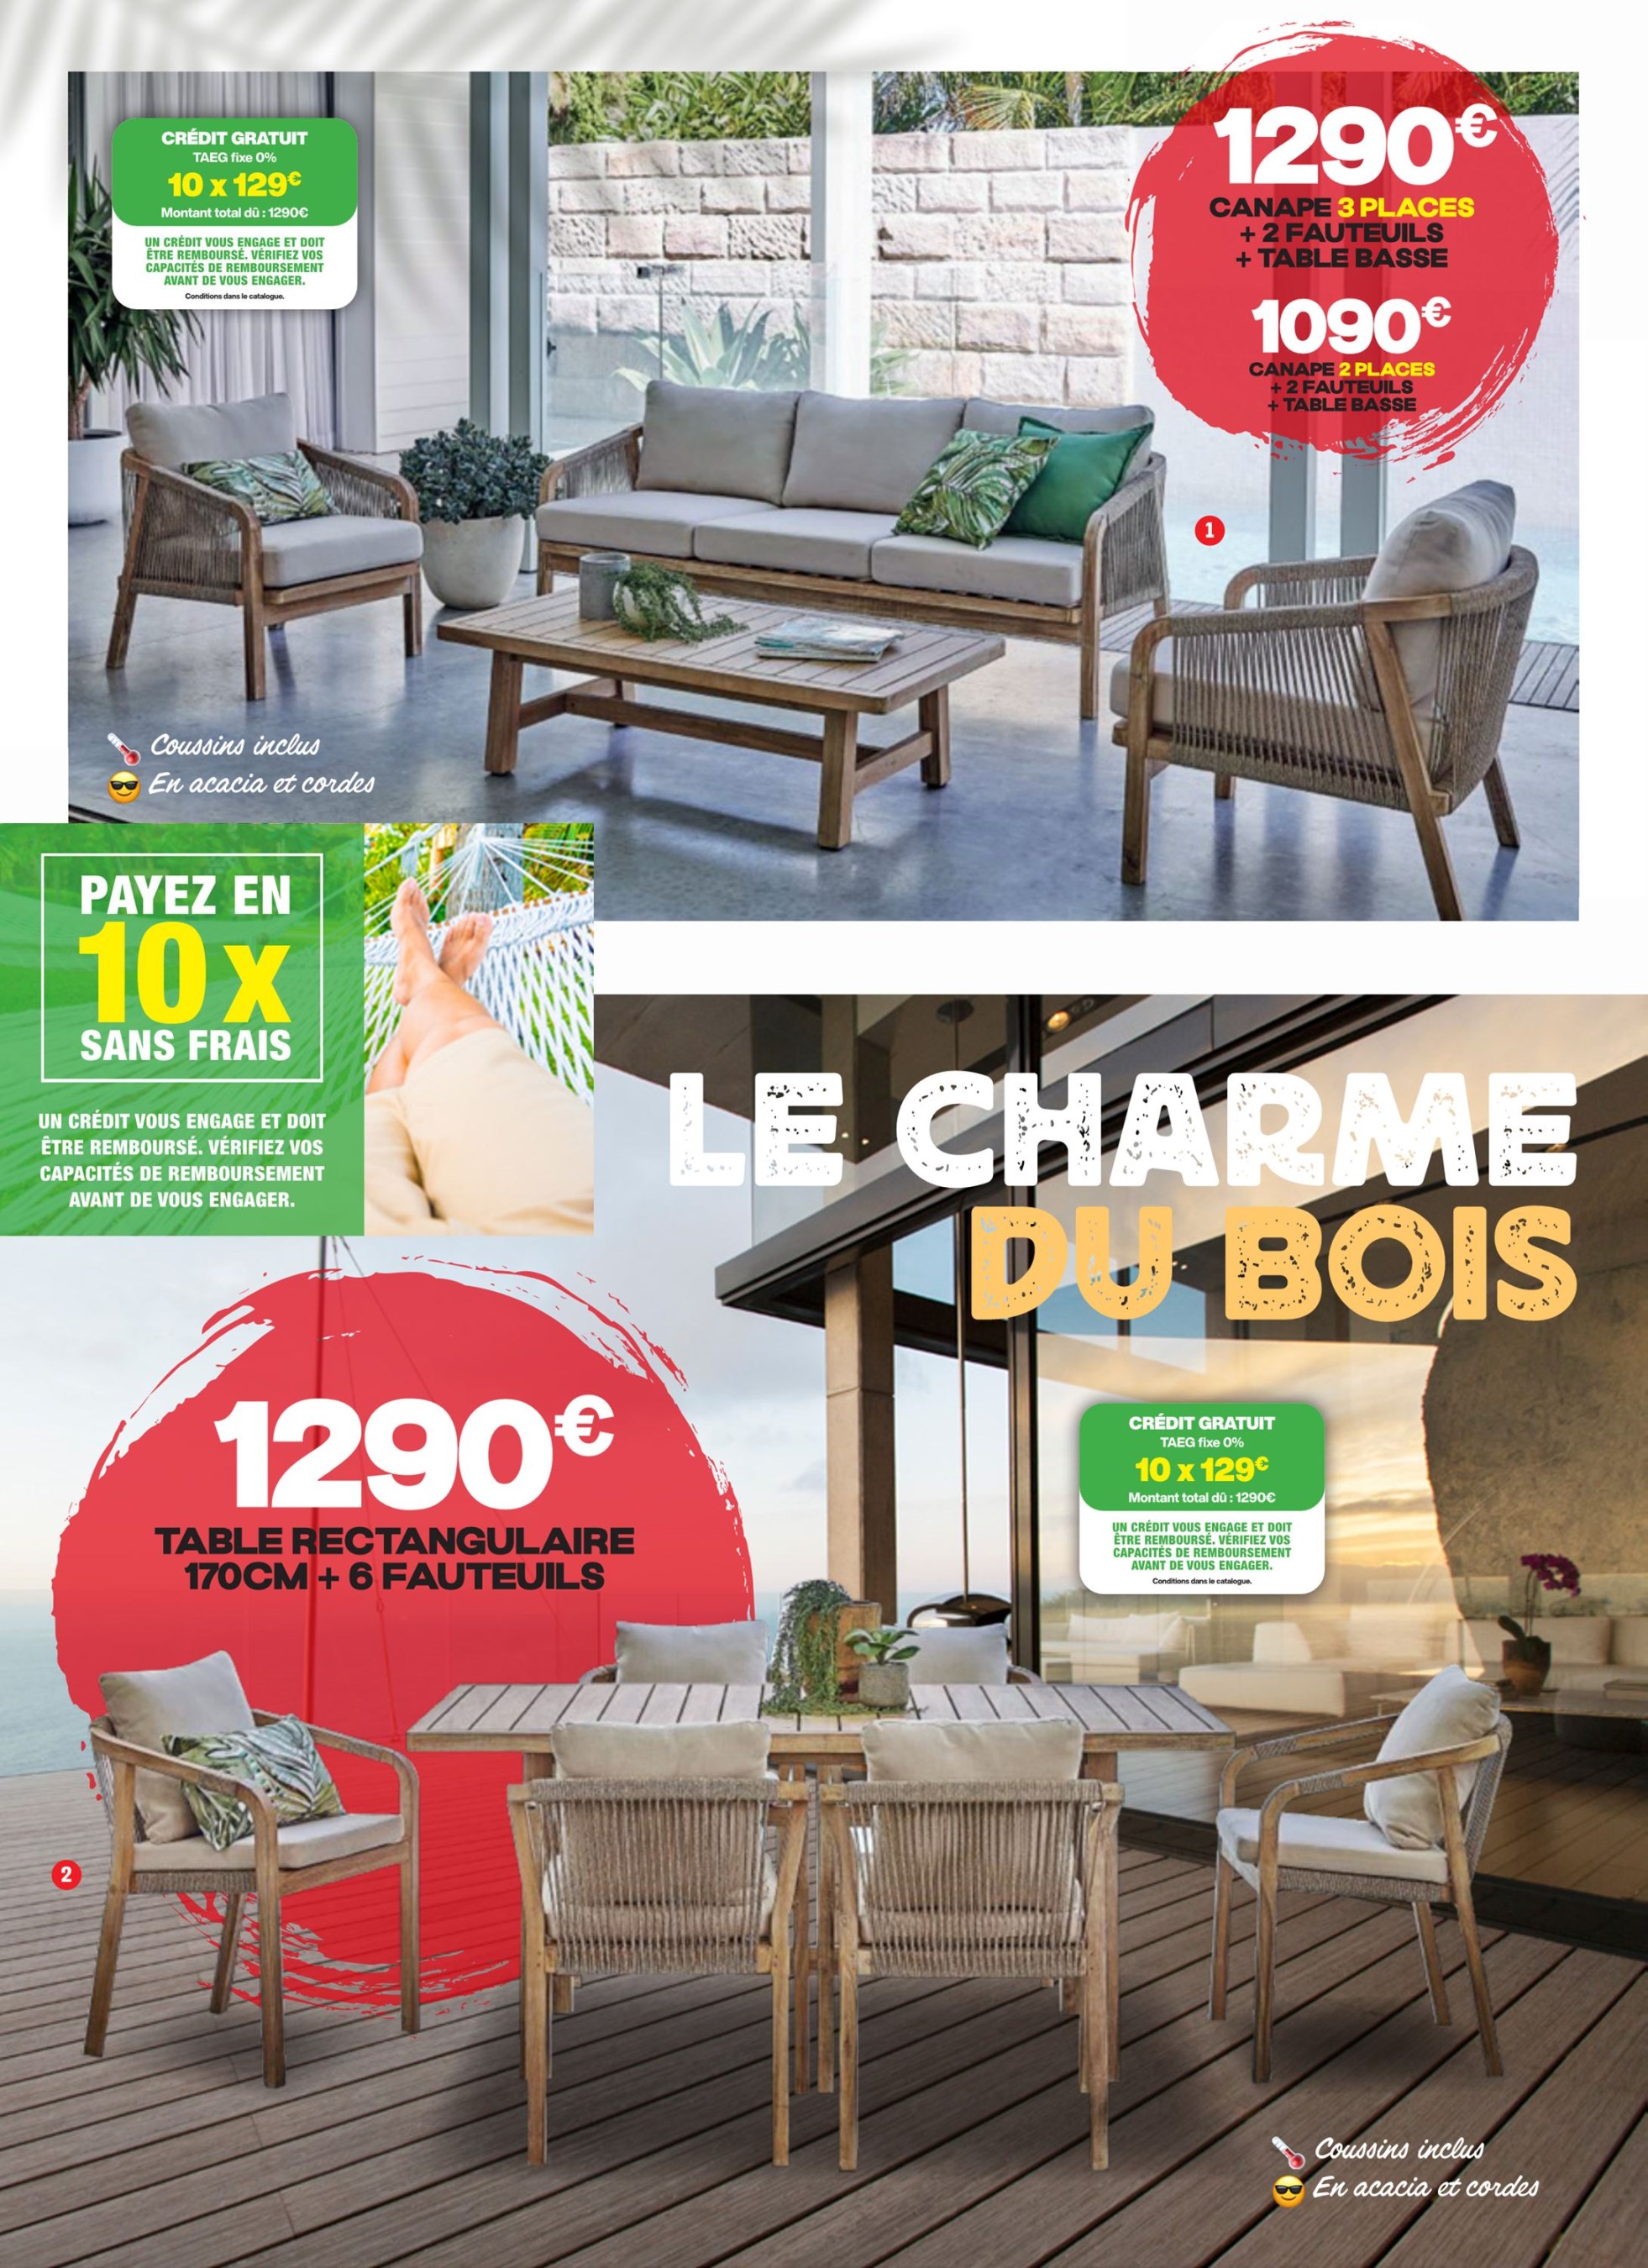 CRÉDIT GRATUIT
TAEG fixe 0%
10 x 129€
Montant total dû : 1290€
UN CRÉDIT VOUS ENGAGE ET DOIT
ÊTRE REMBOURSÉ. VÉRIFIEZ VOS
CAPACITÉS DE REMBOURSEMENT
AVANT DE VOUS ENGAGER.
Conditions dans le catalogue.
1290€
CANAPE 3 PLACES
+ 2 FAUTEUILS
+ TABLE BASSE
1090€
CANAPE 2 PLACES
+ 2 FAUTEUILS
+ TABLE BASSE
1
Coussins inclus
En acacia et cordes
PAYEZ EN
10 x
SANS FRAIS
UN CRÉDIT VOUS ENGAGE ET DOIT
ÊTRE REMBOURSÉ. VÉRIFIEZ VOS
CAPACITÉS DE REMBOURSEMENT
AVANT DE VOUS ENGAGER.
LE CHARME
DU BOIS
1290€
TABLE RECTANGULAIRE
170CM + 6 FAUTEUILS
CRÉDIT GRATUIT
TAEG fixe 0%
10 x 129€
Montant total dû : 1290€
UN CRÉDIT VOUS ENGAGE ET DOIT
ÊTRE REMBOURSÉ. VÉRIFIEZ VOS
CAPACITÉS DE REMBOURSEMENT
AVANT DE VOUS ENGAGER.
Conditions dans le catalogue.
2
Coussins inclus
En acacia et cordes